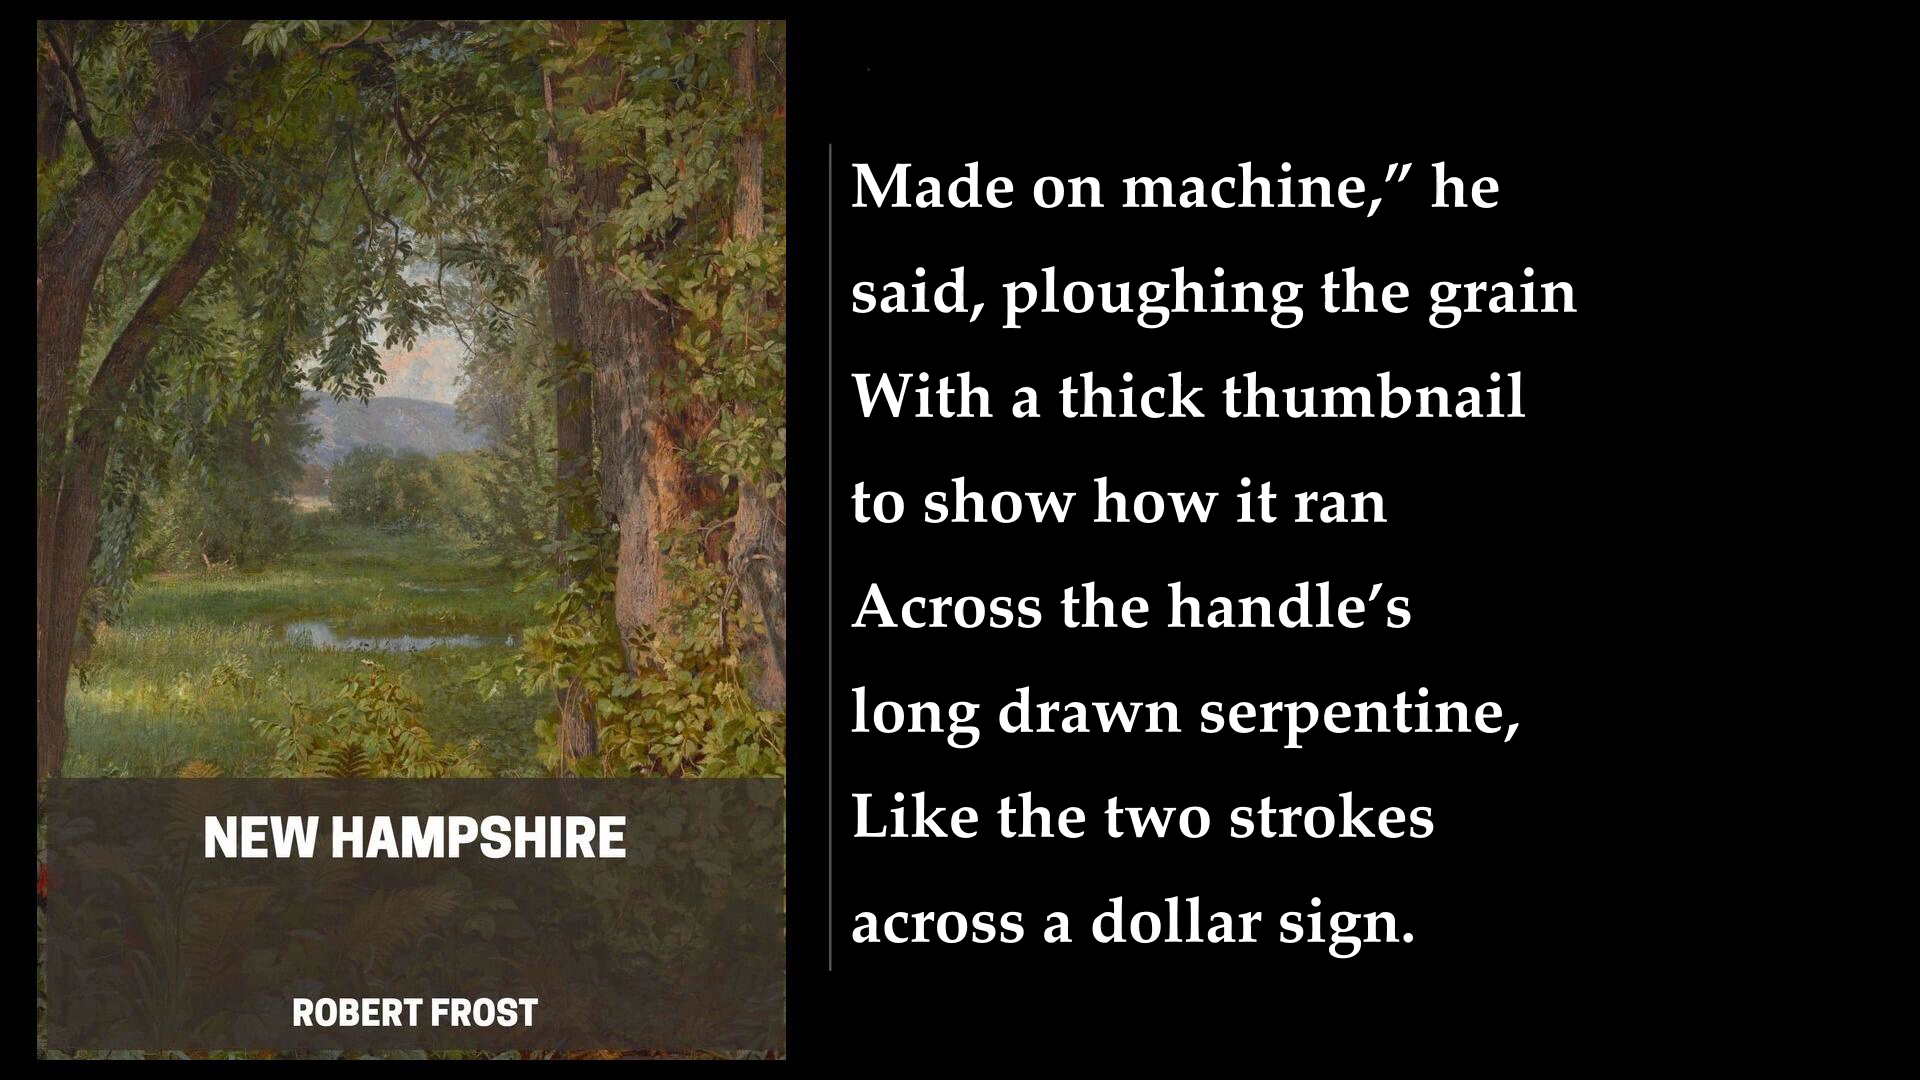 Made on machine,” he
said, ploughing the grain
With a thick thumbnail
to show how it ran
Across the handle’s
long drawn serpentine,
Like the two strokes
across a dollar sign.
NEW HAMPSHIRE
ROBERT FROST